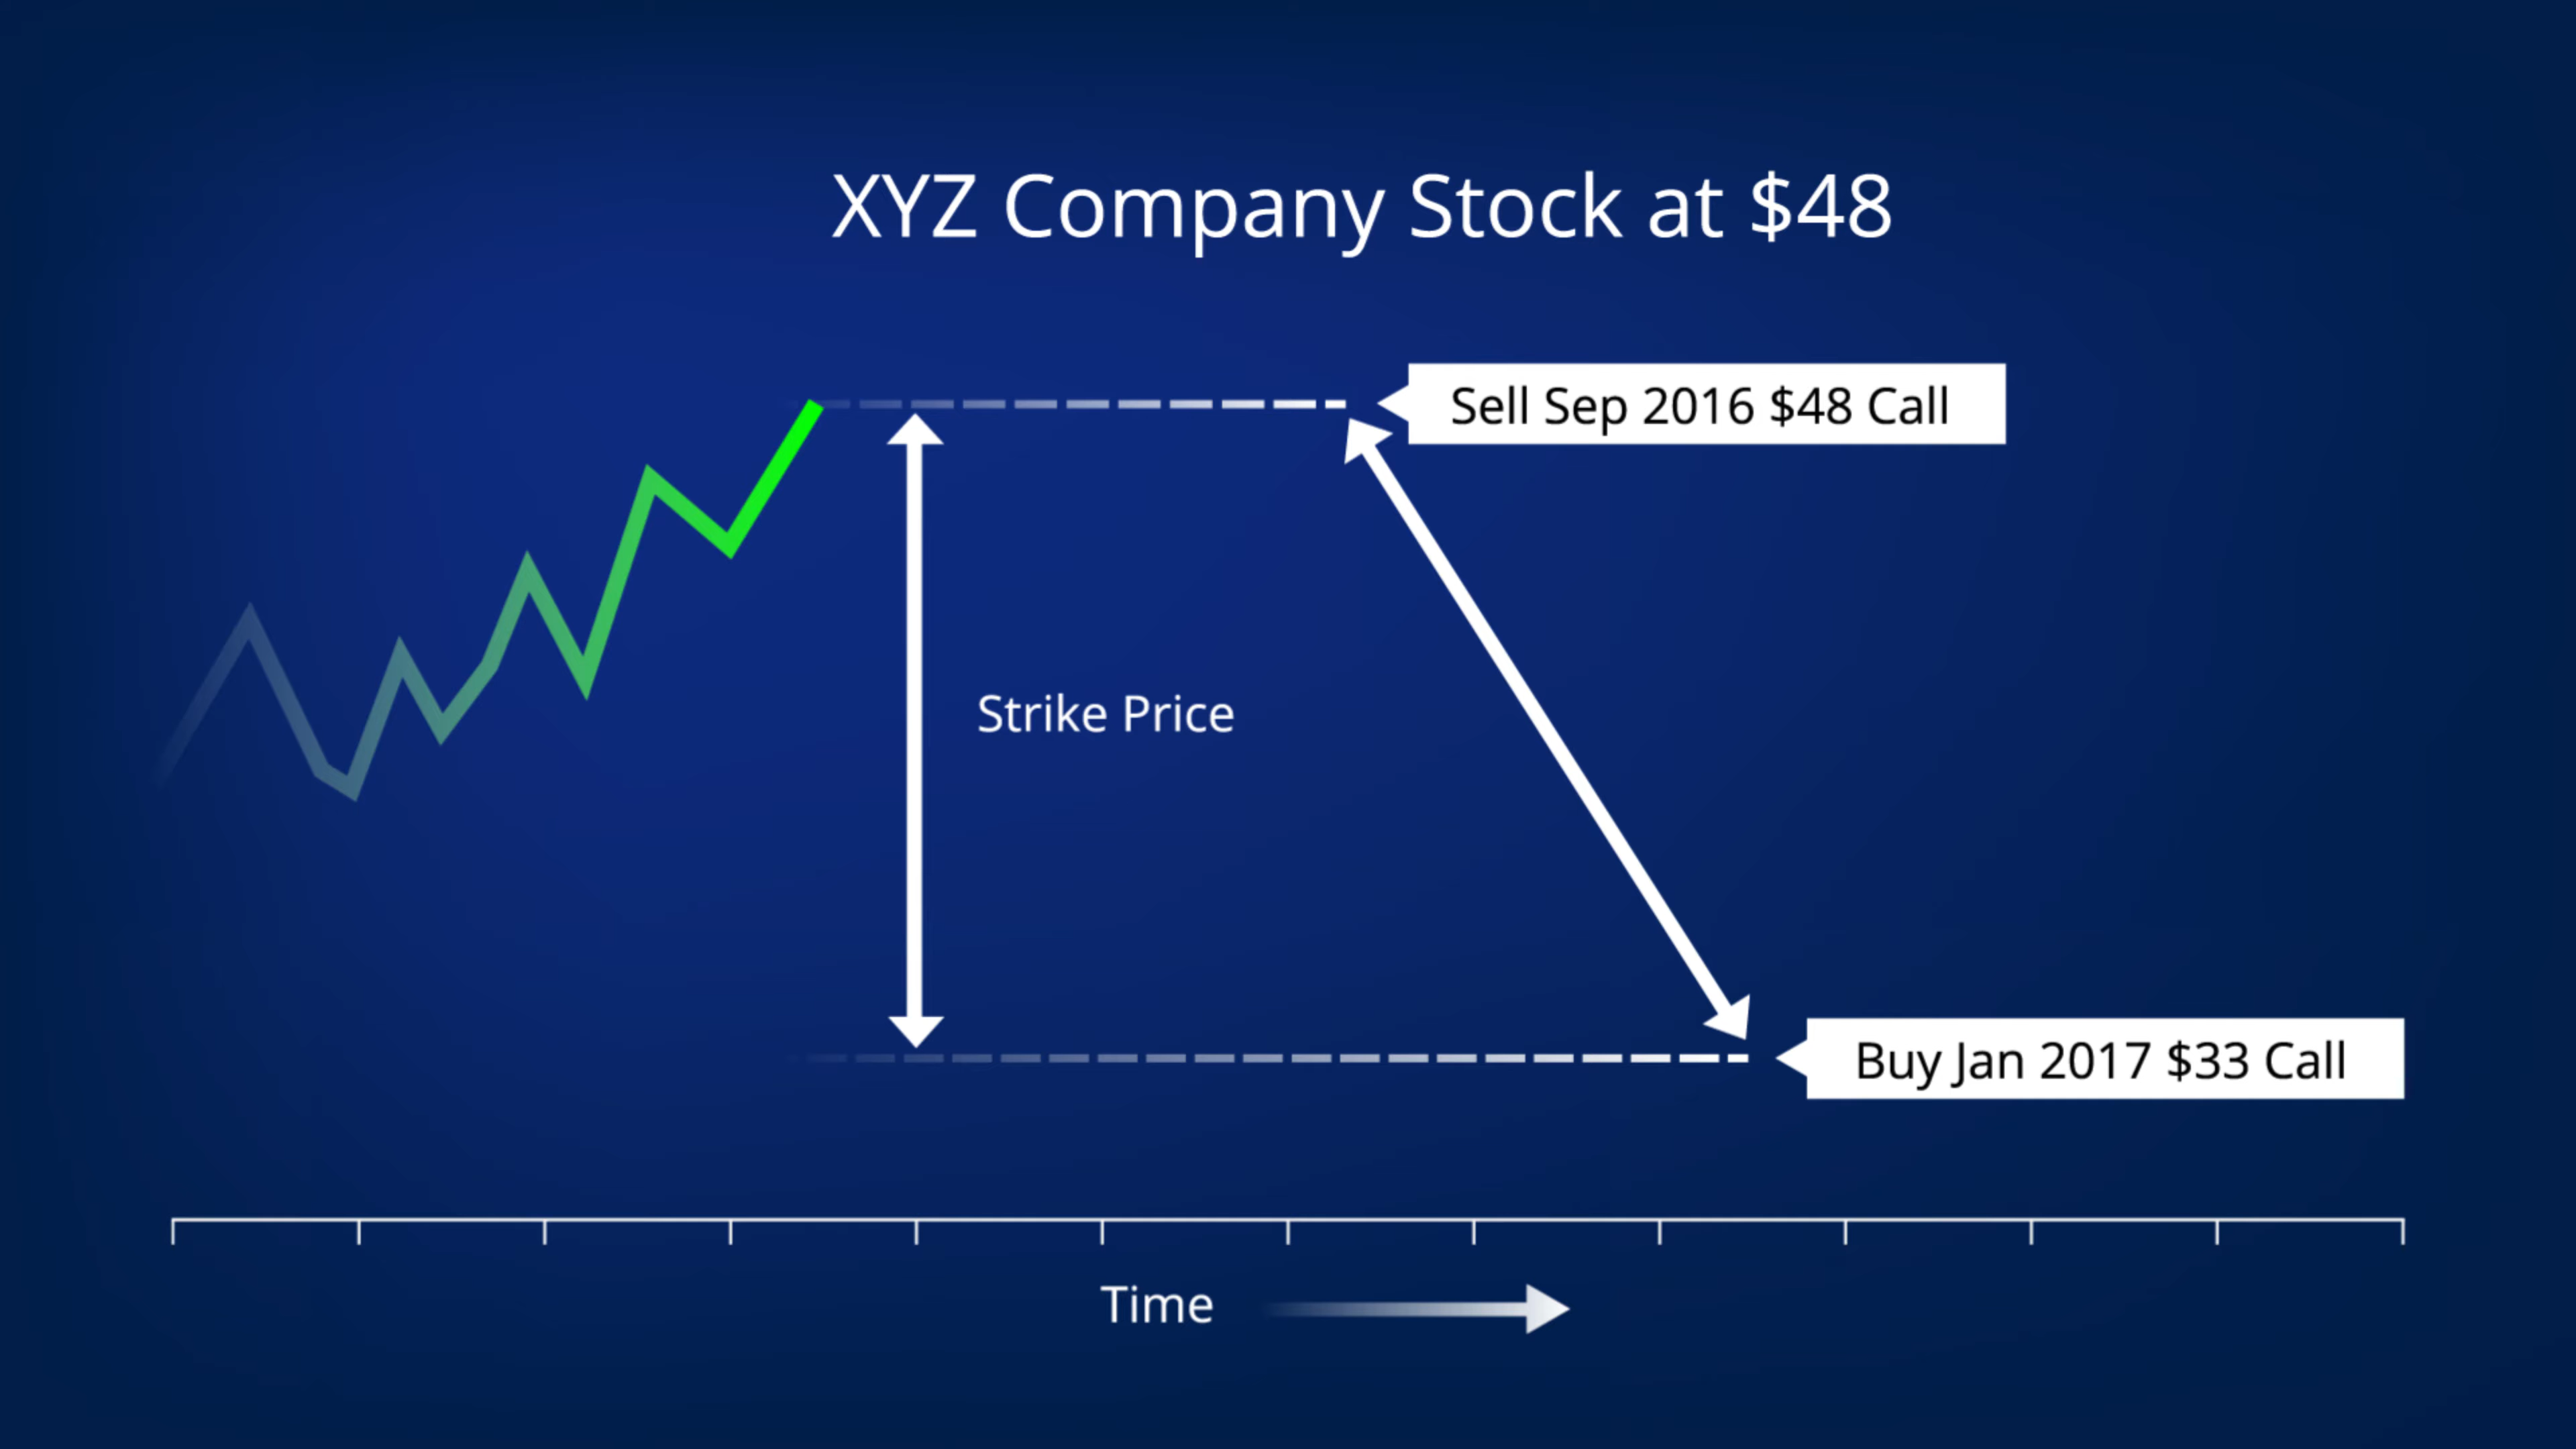 XYZ Company Stock at $48
Sell Sep 2016 $48 Call
Strike Price
Buy Jan 2017 $33 Call
Time